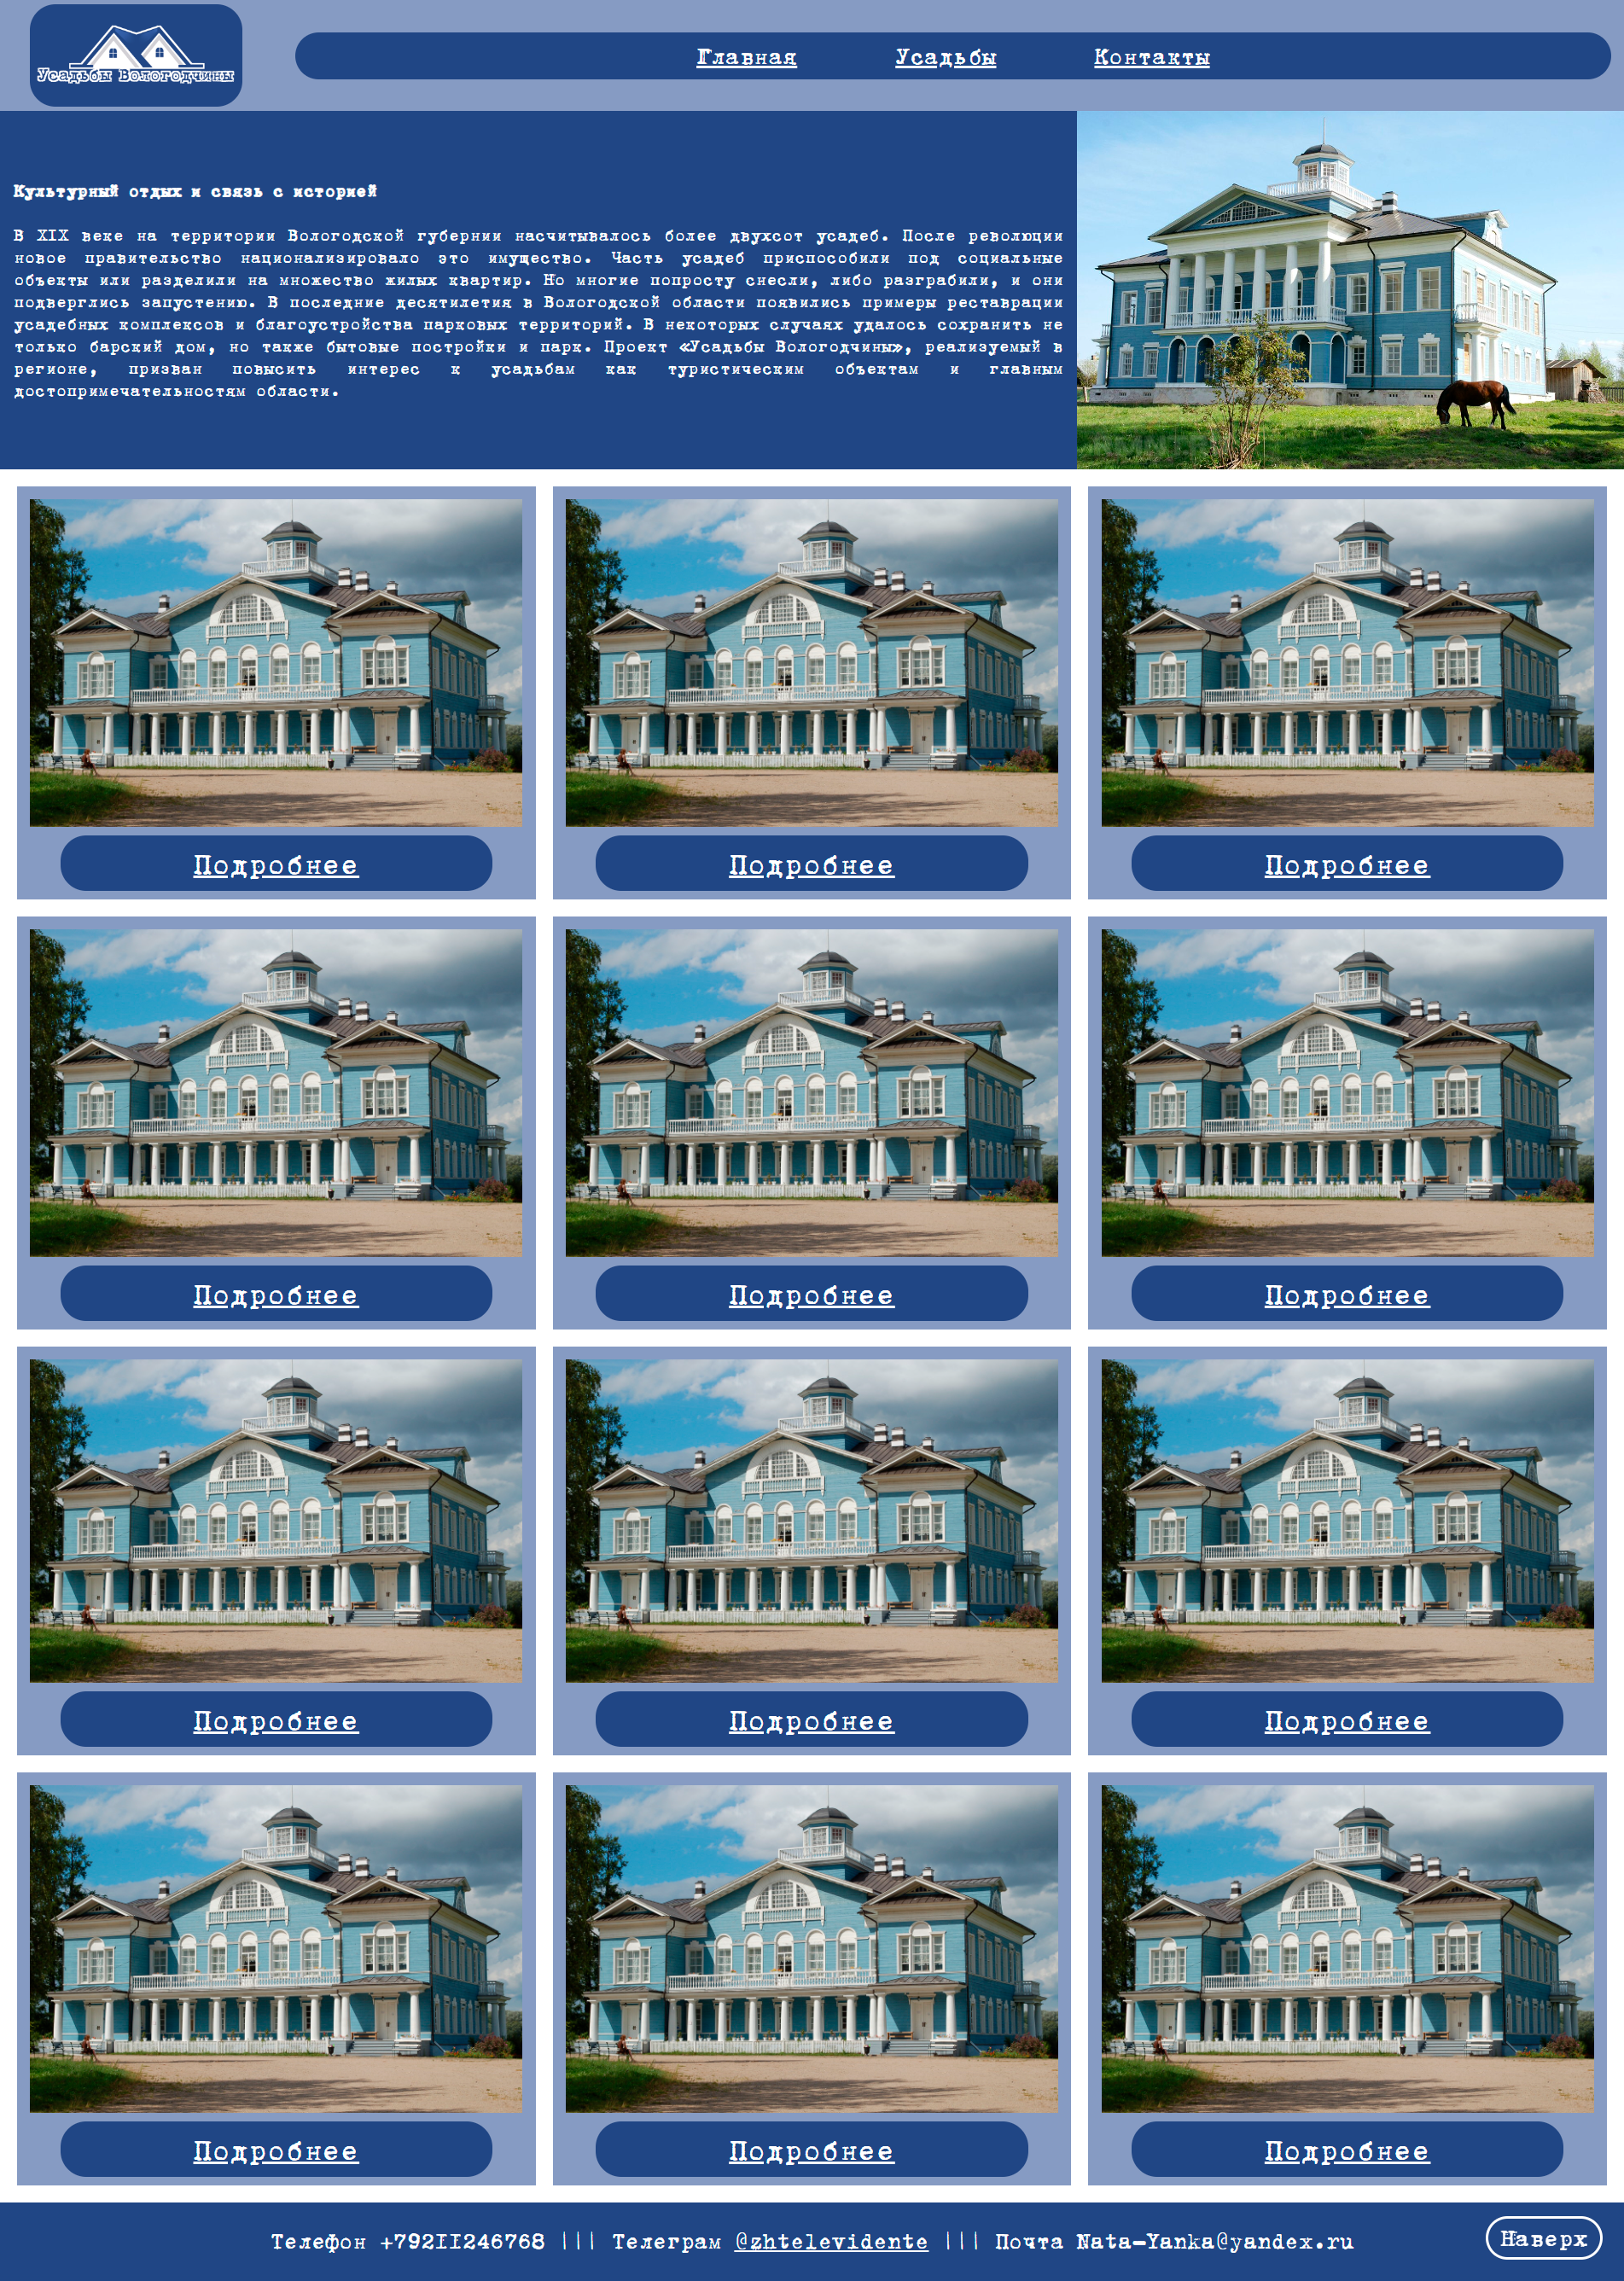 Усадьбы Вологодчины
Главная Усадьбы Контакты
Культурный отдых и связь с историей
В XIX веке на территории Вологодской губернии насчитывалось более двухсот усадеб. После революции
новое правительство национализировало это имущество. Часть усадеб приспособили под социальные
объекты или разделили на множество жилых квартир. Но многие попросту снесли, либо разграбили, и они
подверглись запустению. В последние десятилетия в Вологодской области появились примеры реставрации
усадебных комплексов и благоустройства парковых территорий. В некоторых случаях удалось сохранить не
только барский дом, но также бытовые постройки и парк. Проект «Усадьбы Вологодчины», реализуемый в
регионе, призван повысить интерес к усадьбам как туристическим объектам и главным
достопримечательностям области.
Подробнее Подробнее Подробнее
Подробнее Подробнее Подробнее
Подробнее Подробнее Подробнее
Подробнее Подробнее Подробнее
Телефон +79211246768 ||| Телеграм @zhtelevidente ||| Почта Nata-Yanka@yandex.ru
Наверх